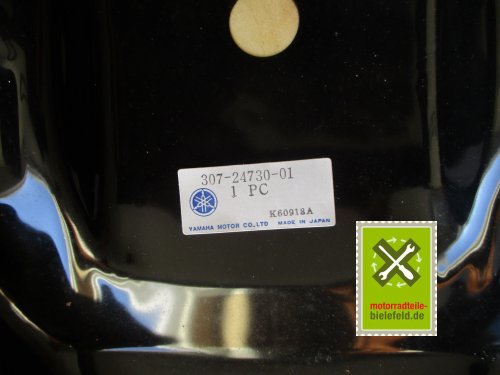 307-24730-01
1 PC
K60918A
YAMAHA MOTOR CO.,LTD MADE IN JAPAN
motorradteile-
bielefeld.de